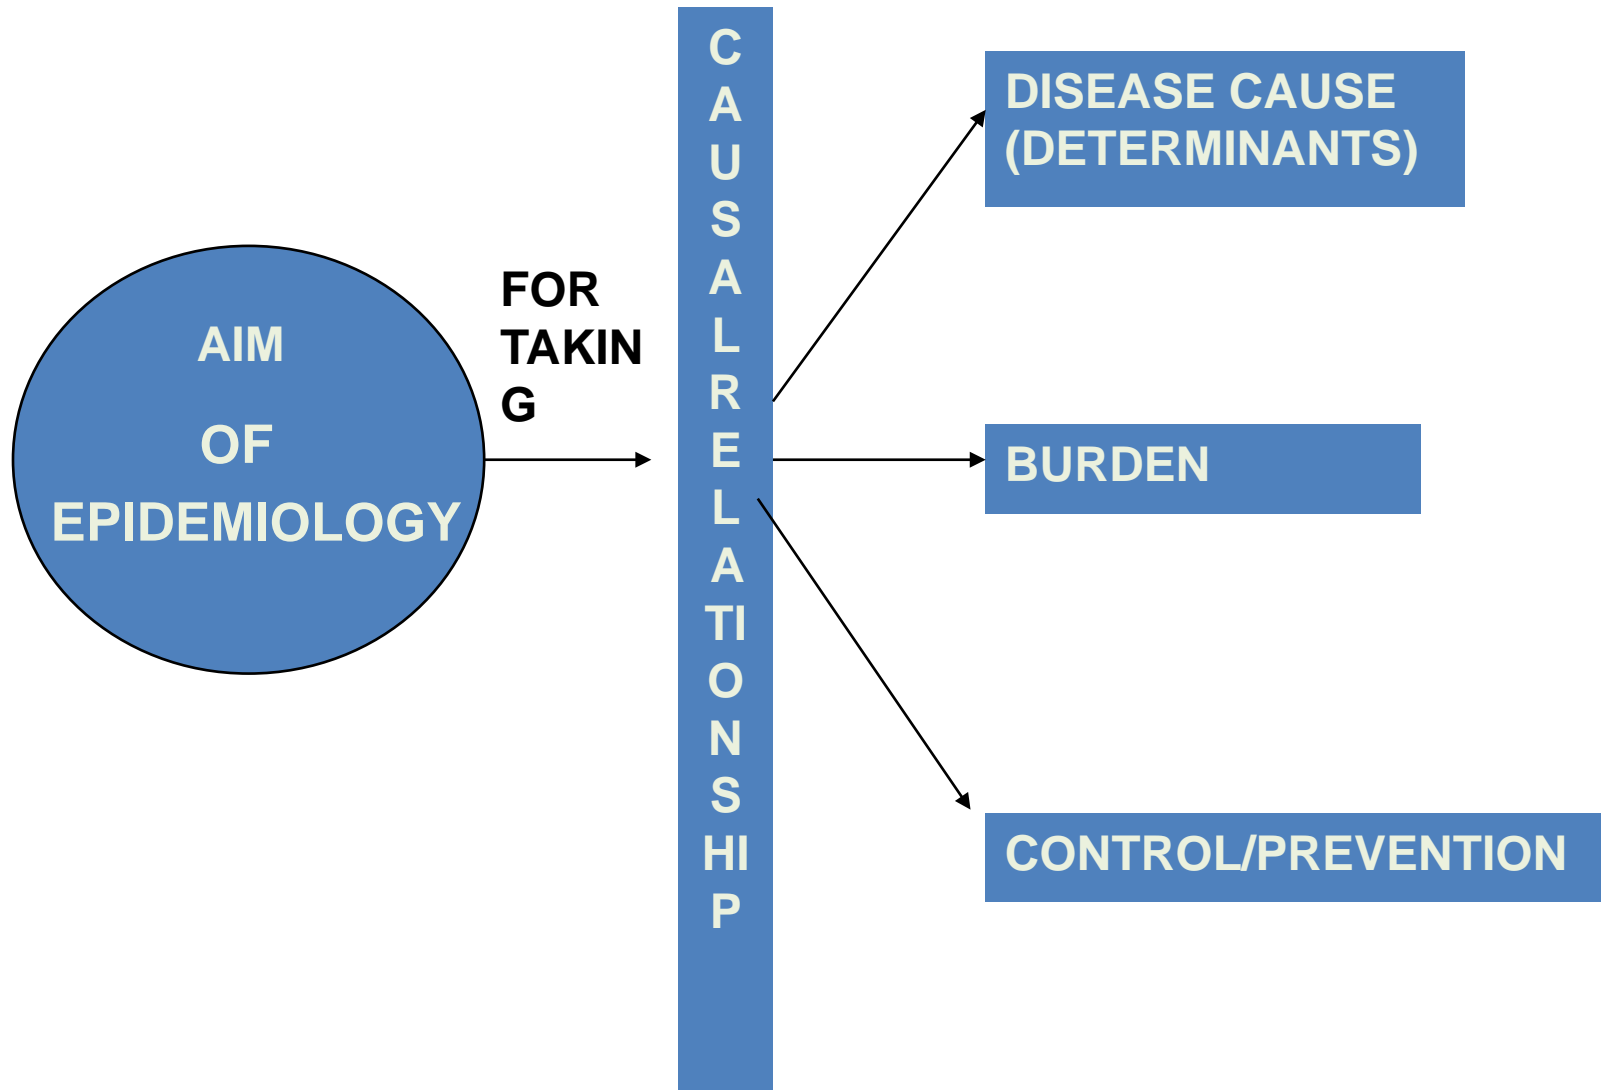 AIM
OF
EPIDEMIOLOGY
FOR
TAKIN
G
C
A
U
S
A
L
R
E
L
A
TI
O
N
S
HI
P
DISEASE CAUSE
(DETERMINANTS)
BURDEN
CONTROL/PREVENTION